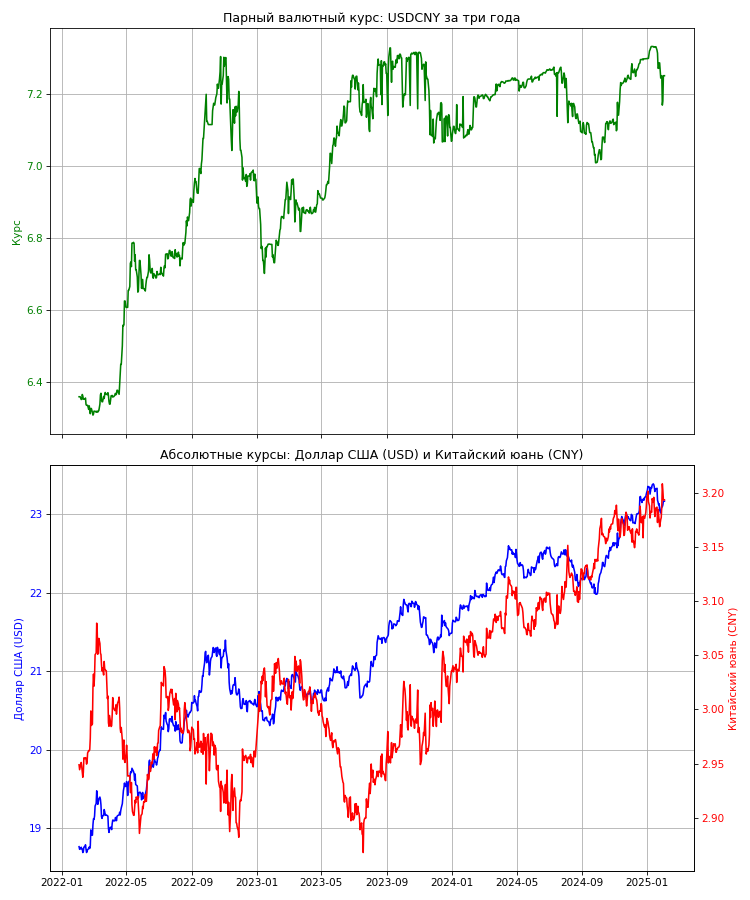 Парный валютный курс: USDCNY за три года
7.2
7.0
6.8
6.6
6.4
Курс
Абсолютные курсы: Доллар США (USD) и Китайский юань (CNY)
23
22
21
20
19
Доллар США (USD)
3.20
3.15
3.10
3.05
3.00
2.95
2.90
Китайский юань (CNY)
2022-01 2022-05 2022-09 2023-01 2023-05 2023-09 2024-01 2024-05 2024-09 2025-01